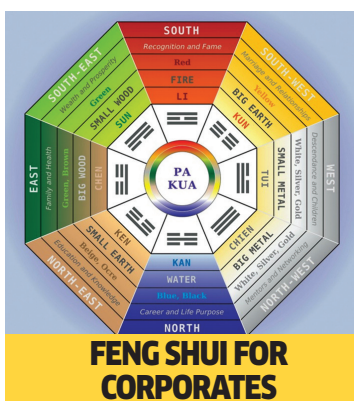 SOUTH
Recognition and Fame
Red
FIRE
LI
SOUTH-WEST
Marriage and Relationships
Yellow
BIG EARTH
KUN
WEST
Descendance and Children
White, Silver, Gold
SMALL METAL
TUI
NORTH-WEST
Mentors and Networking
White, Silver, Gold
BIG METAL
CHIEN
KAN
WATER
Blue, Black
Career and Life Purpose
NORTH
KEN
SMALL EARTH
Beige, Ocre
Education and Knowledge
NORTH-EAST
EAST
Family and Health
Green, Brown
BIG WOOD
CHEN
SOUTH-EAST
Wealth and Prosperity
Green
SMALL WOOD
SUN
PA
KUA
FENG SHUI FOR
CORPORATES